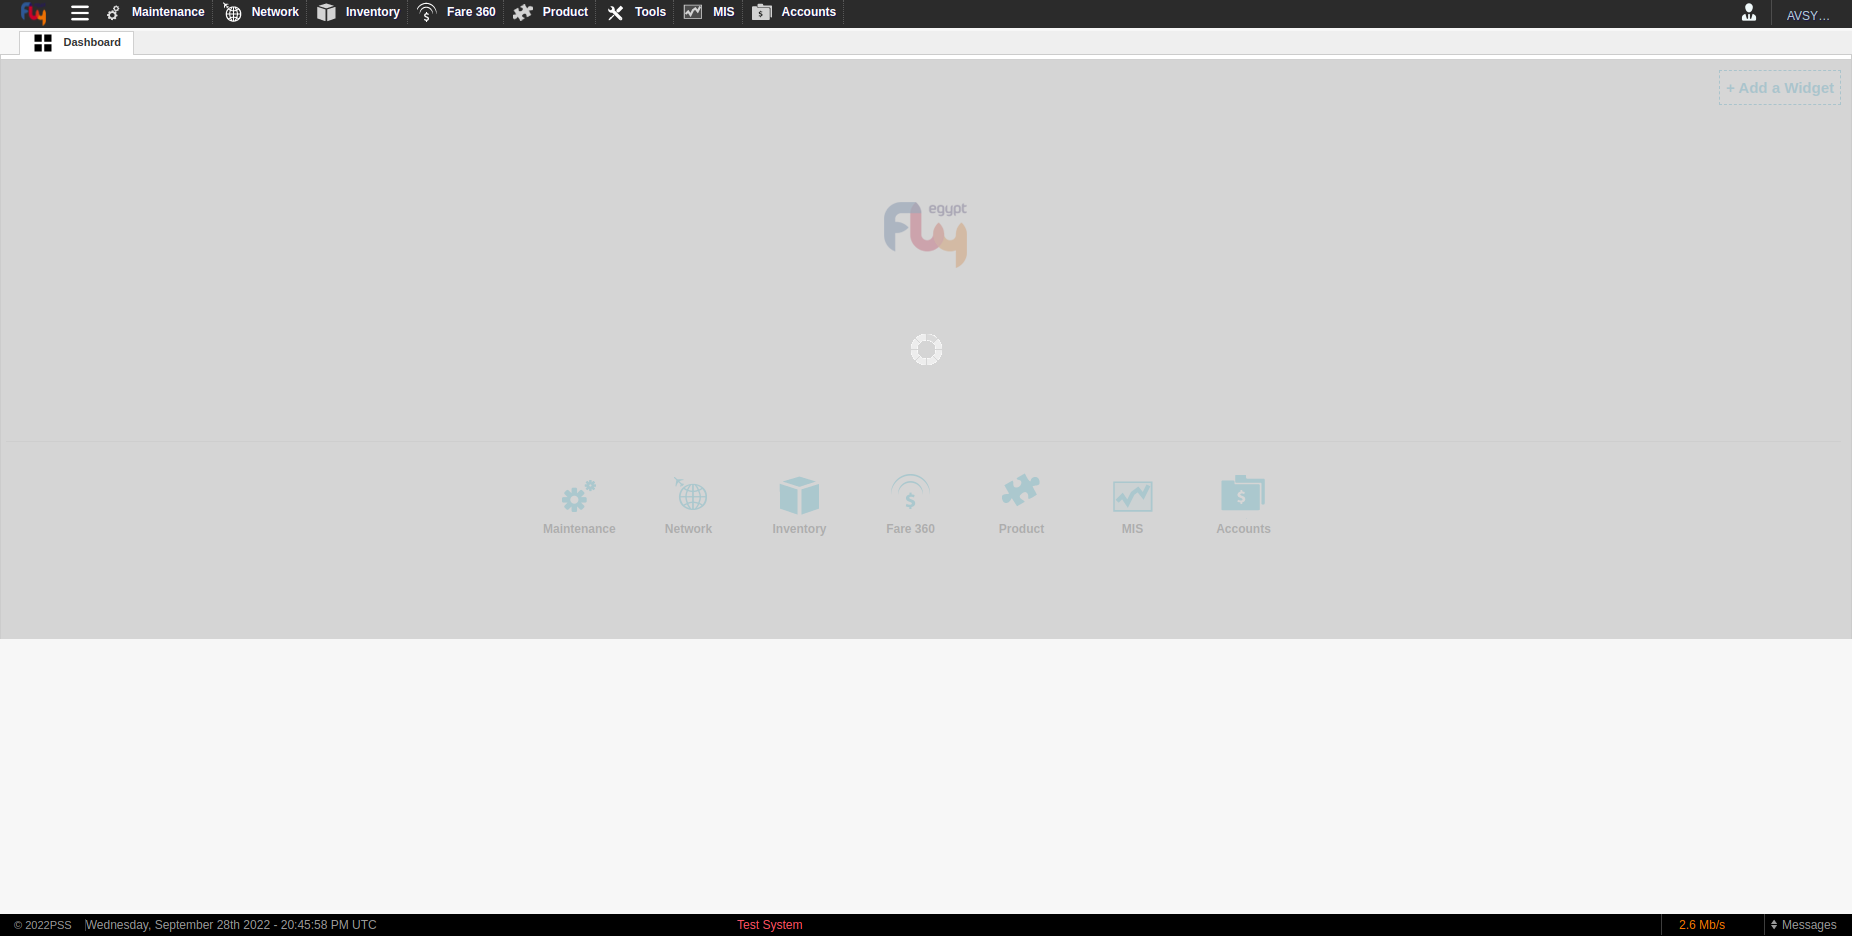 Fly Maintenance Network Inventory Fare 360 Product Tools MIS Accounts AVSY...
Dashboard
+ Add a Widget
egypt
Fly
Maintenance Network Inventory Fare 360 Product MIS Accounts
© 2022PSS Wednesday, September 28th 2022 - 20:45:58 PM UTC Test System 2.6 Mb/s Messages